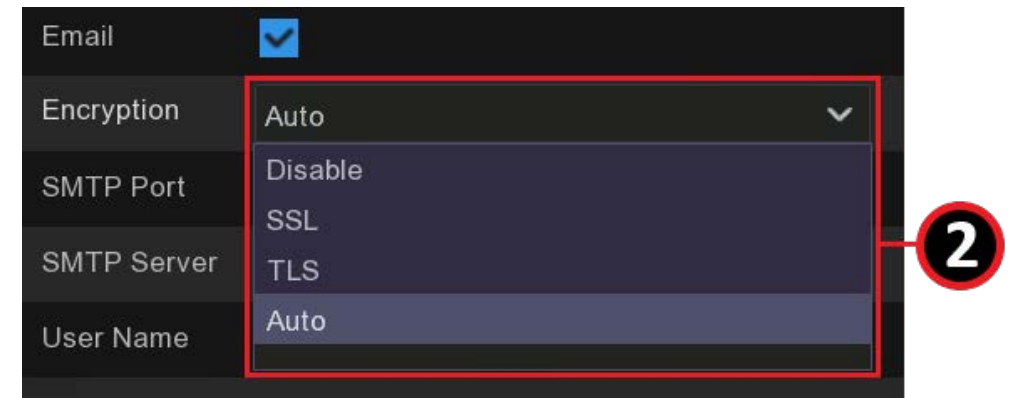 Email
Encryption
Auto
Disable
SMTP Port
SSL
SMTP Server
TLS
Auto
User Name
2